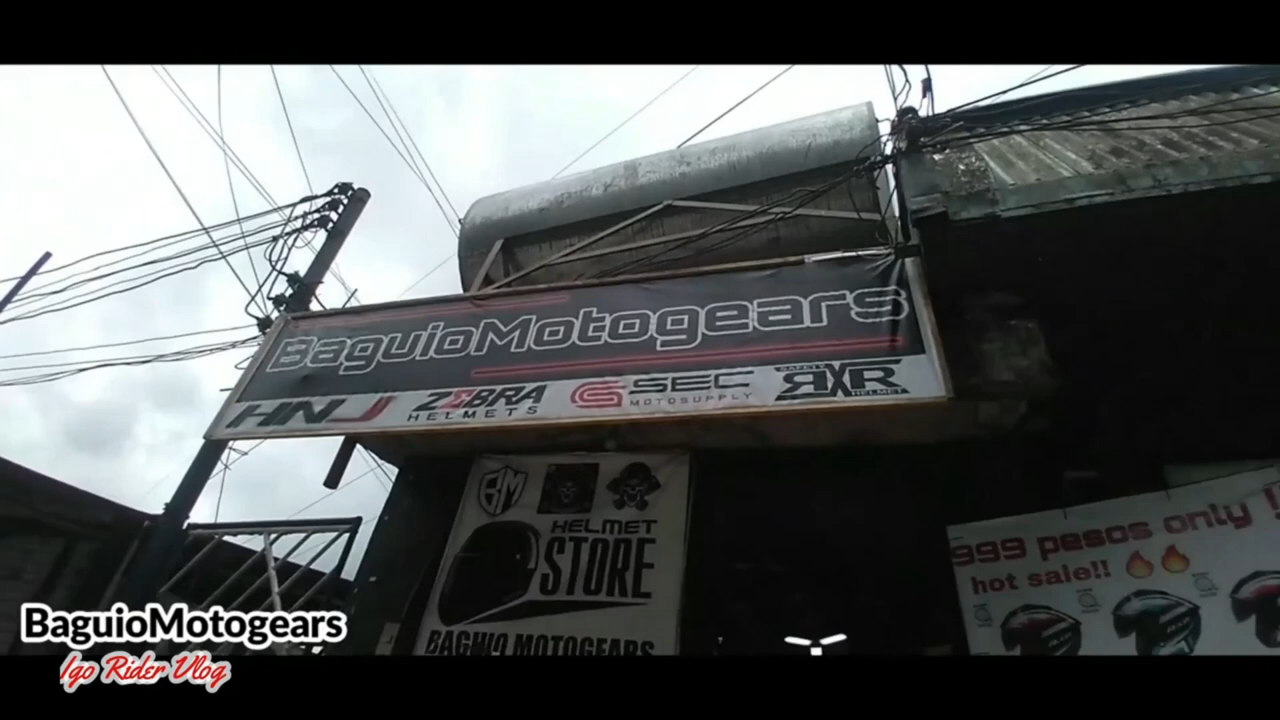 BaguioMotogears
HNJ ZEBRA HELMETS SEC MOTOSUPPLY SAFETY RXR HELMET
BM
HELMET
STORE
BAGUIO MOTOGEARS
999 pesos only !
hot sale!! 🔥🔥
BaguioMotogears
Igo Rider Vlog